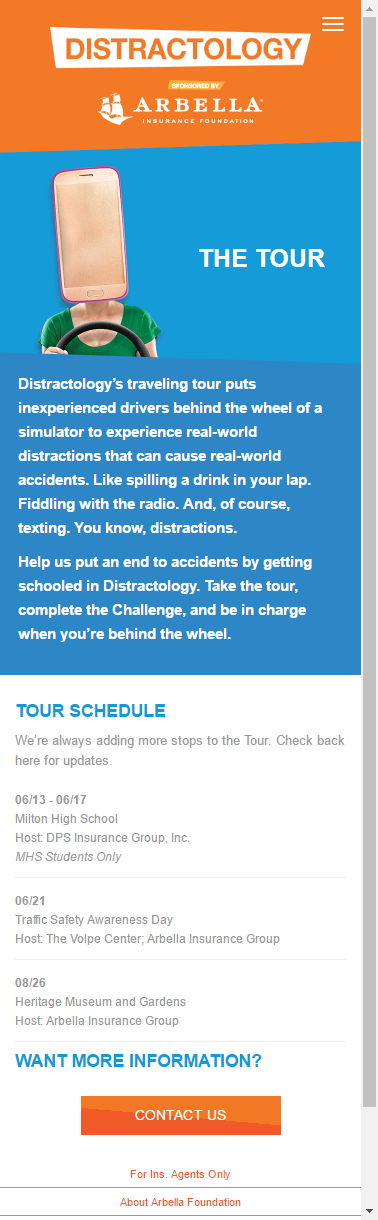 DISTRACTOLOGY
SPONSORED BY
ARBELLA
INSURANCE FOUNDATION
THE TOUR
Distractology’s traveling tour puts
inexperienced drivers behind the wheel of a
simulator to experience real-world
distractions that can cause real-world
accidents. Like spilling a drink in your lap.
Fiddling with the radio. And, of course,
texting. You know, distractions.
Help us put an end to accidents by getting
schooled in Distractology. Take the tour,
complete the Challenge, and be in charge
when you’re behind the wheel.
TOUR SCHEDULE
We’re always adding more stops to the Tour. Check back
here for updates.
06/13 - 06/17
Milton High School
Host: DPS Insurance Group, Inc.
MHS Students Only
06/21
Traffic Safety Awareness Day
Host: The Volpe Center; Arbella Insurance Group
08/26
Heritage Museum and Gardens
Host: Arbella Insurance Group
WANT MORE INFORMATION?
CONTACT US
For Ins. Agents Only
About Arbella Foundation